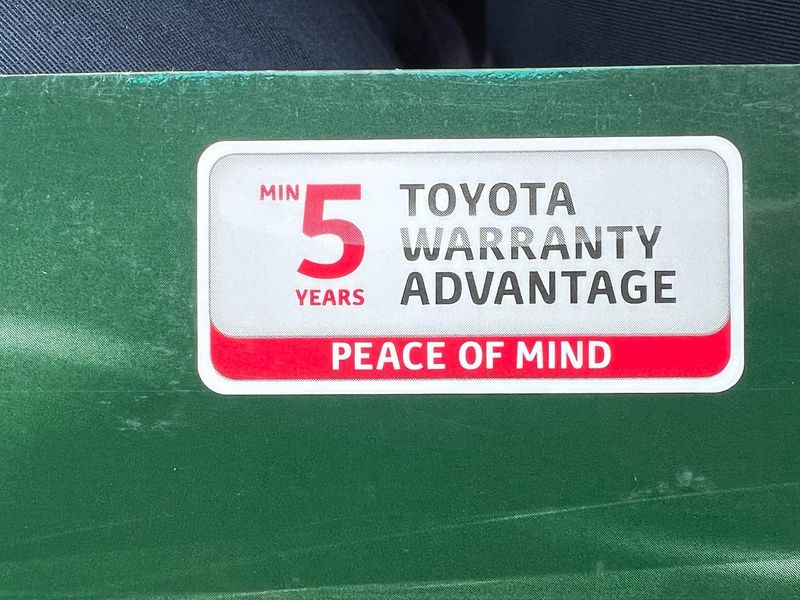 MIN 5 YEARS
TOYOTA
WARRANTY
ADVANTAGE
PEACE OF MIND